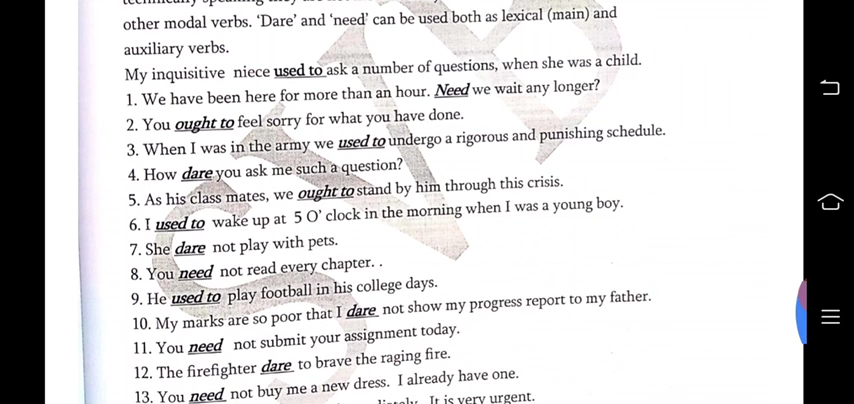 other modal verbs. ‘Dare’ and ‘need’ can be used both as lexical (main) and
auxiliary verbs.
My inquisitive niece used to ask a number of questions, when she was a child.
1. We have been here for more than an hour. Need we wait any longer?
2. You ought to feel sorry for what you have done.
3. When I was in the army we used to undergo a rigorous and punishing schedule.
4. How dare you ask me such a question?
5. As his class mates, we ought to stand by him through this crisis.
6. I used to wake up at 5 O’ clock in the morning when I was a young boy.
7. She dare not play with pets.
8. You need not read every chapter. .
9. He used to play football in his college days.
10. My marks are so poor that I dare not show my progress report to my father.
11. You need not submit your assignment today.
12. The firefighter dare to brave the raging fire.
13. You need not buy me a new dress. I already have one.
It is very urgent.